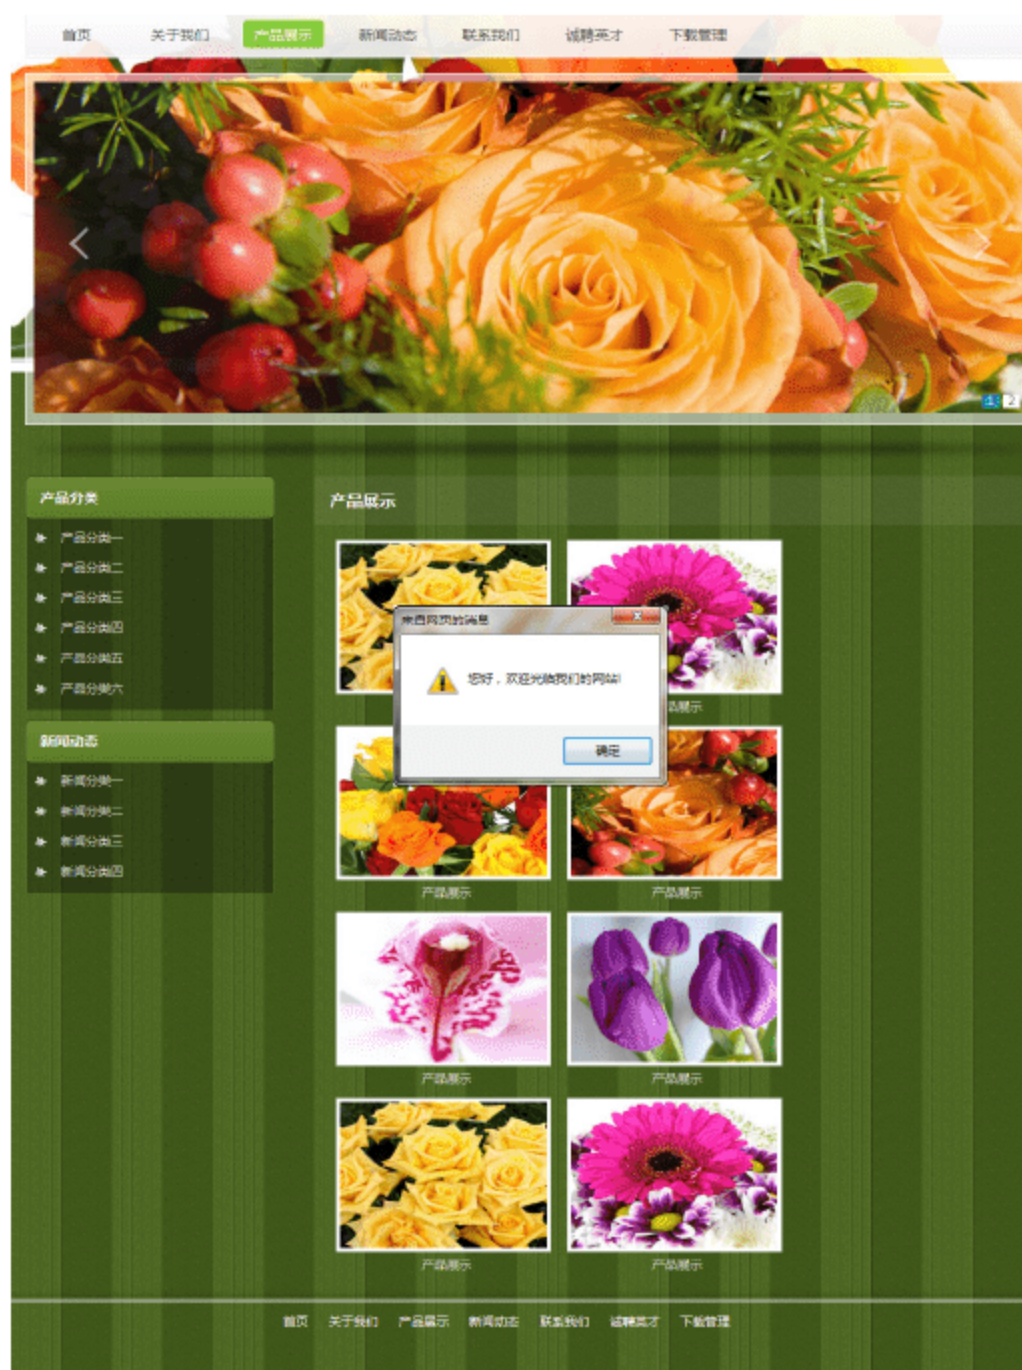 首页 关于我们 产品展示 新闻动态 联系我们 诚聘英才 下载管理
1 2
产品分类
产品分类一
产品分类二
产品分类三
产品分类四
产品分类五
产品分类六
新闻动态
新闻分类一
新闻分类二
新闻分类三
新闻分类四
产品展示
来自网页的消息
您好，欢迎光临我们的网站!
确定
品展示
产品展示 产品展示
产品展示 产品展示
产品展示 产品展示
首页 关于我们 产品展示 新闻动态 联系我们 诚聘英才 下载管理